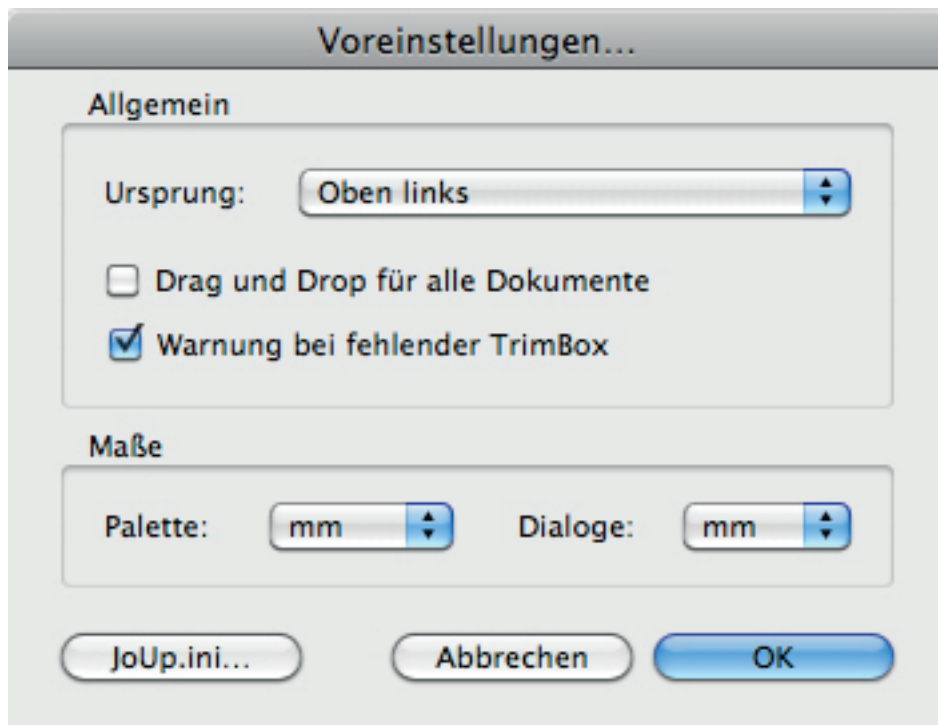 Voreinstellungen...
Allgemein
Ursprung: Oben links
Drag und Drop für alle Dokumente
Warnung bei fehlender TrimBox
Maße
Palette: mm Dialoge: mm
JoUp.ini... Abbrechen OK